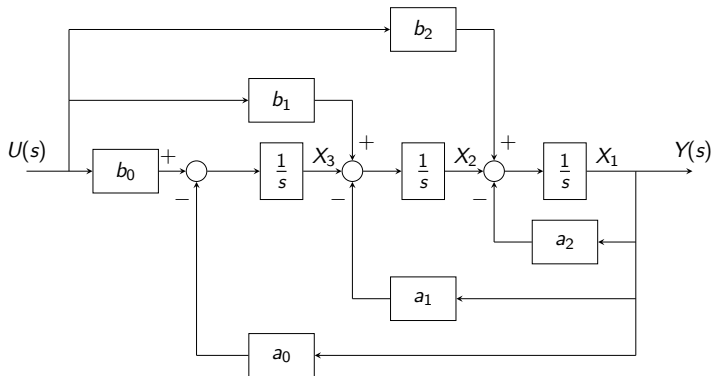 b₂
b₁
+
+
U(s)
b₀
+
−
1/s
X₃
−
1/s
X₂
−
1/s
X₁
Y(s)
a₂
a₁
a₀